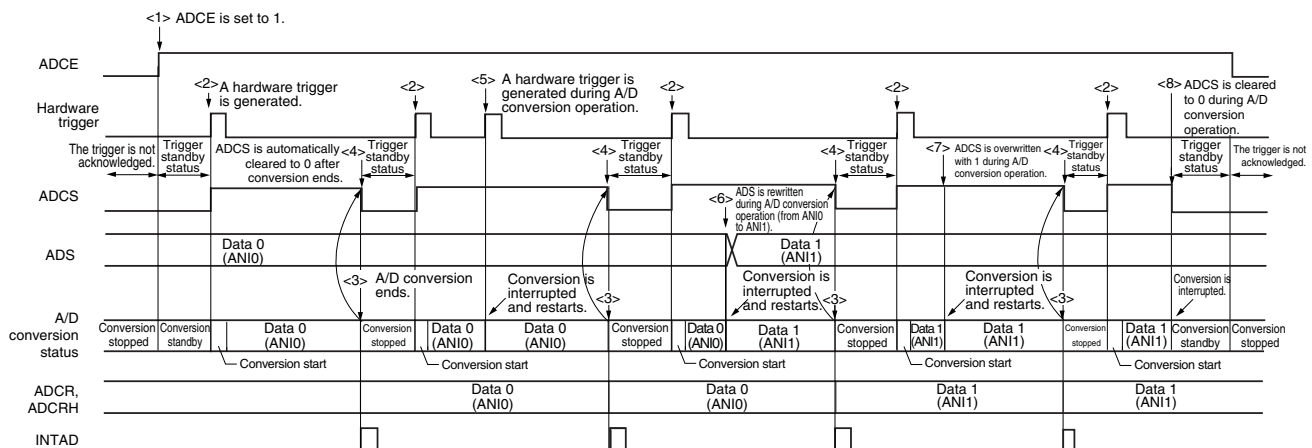 <1> ADCE is set to 1.
ADCE
<2> A hardware trigger
is generated.
<2>
<5> A hardware trigger is
generated during A/D
conversion operation.
<2>
<2>
<2>
<8> ADCS is cleared
to 0 during A/D
conversion
operation.
Hardware
trigger
The trigger is not
acknowledged.
Trigger
standby
status
ADCS is automatically
cleared to 0 after
conversion ends.
<4>
Trigger
standby
status
<4>
Trigger
standby
status
<4>
Trigger
standby
status
<7> ADCS is overwritten
with 1 during A/D
conversion operation.
<4>
Trigger
standby
status
Trigger
standby
status
The trigger is not
acknowledged.
ADCS
<6> ADS is rewritten
during A/D conversion
operation (from ANI0
to ANI1).
ADS
Data 0
(ANI0)
Data 1
(ANI1)
<3> A/D conversion
ends.
Conversion is
interrupted
and restarts.
<3>
Conversion is
interrupted
and restarts.
<3>
Conversion is
interrupted
and restarts.
<3>
Conversion is
interrupted.
A/D
conversion
status
Conversion
stopped
Conversion
standby
Data 0
(ANI0)
Conversion
stopped
Data 0
(ANI0)
Data 0
(ANI0)
Conversion
stopped
Data 0
(ANI0)
Data 1
(ANI1)
Conversion
stopped
Data 1
(ANI1)
Data 1
(ANI1)
Conversion
stopped
Data 1
(ANI1)
Conversion
standby
Conversion
stopped
Conversion start
Conversion start
Conversion start
Conversion start
Conversion start
ADCR,
ADCRH
Data 0
(ANI0)
Data 0
(ANI0)
Data 1
(ANI1)
Data 1
(ANI1)
INTAD